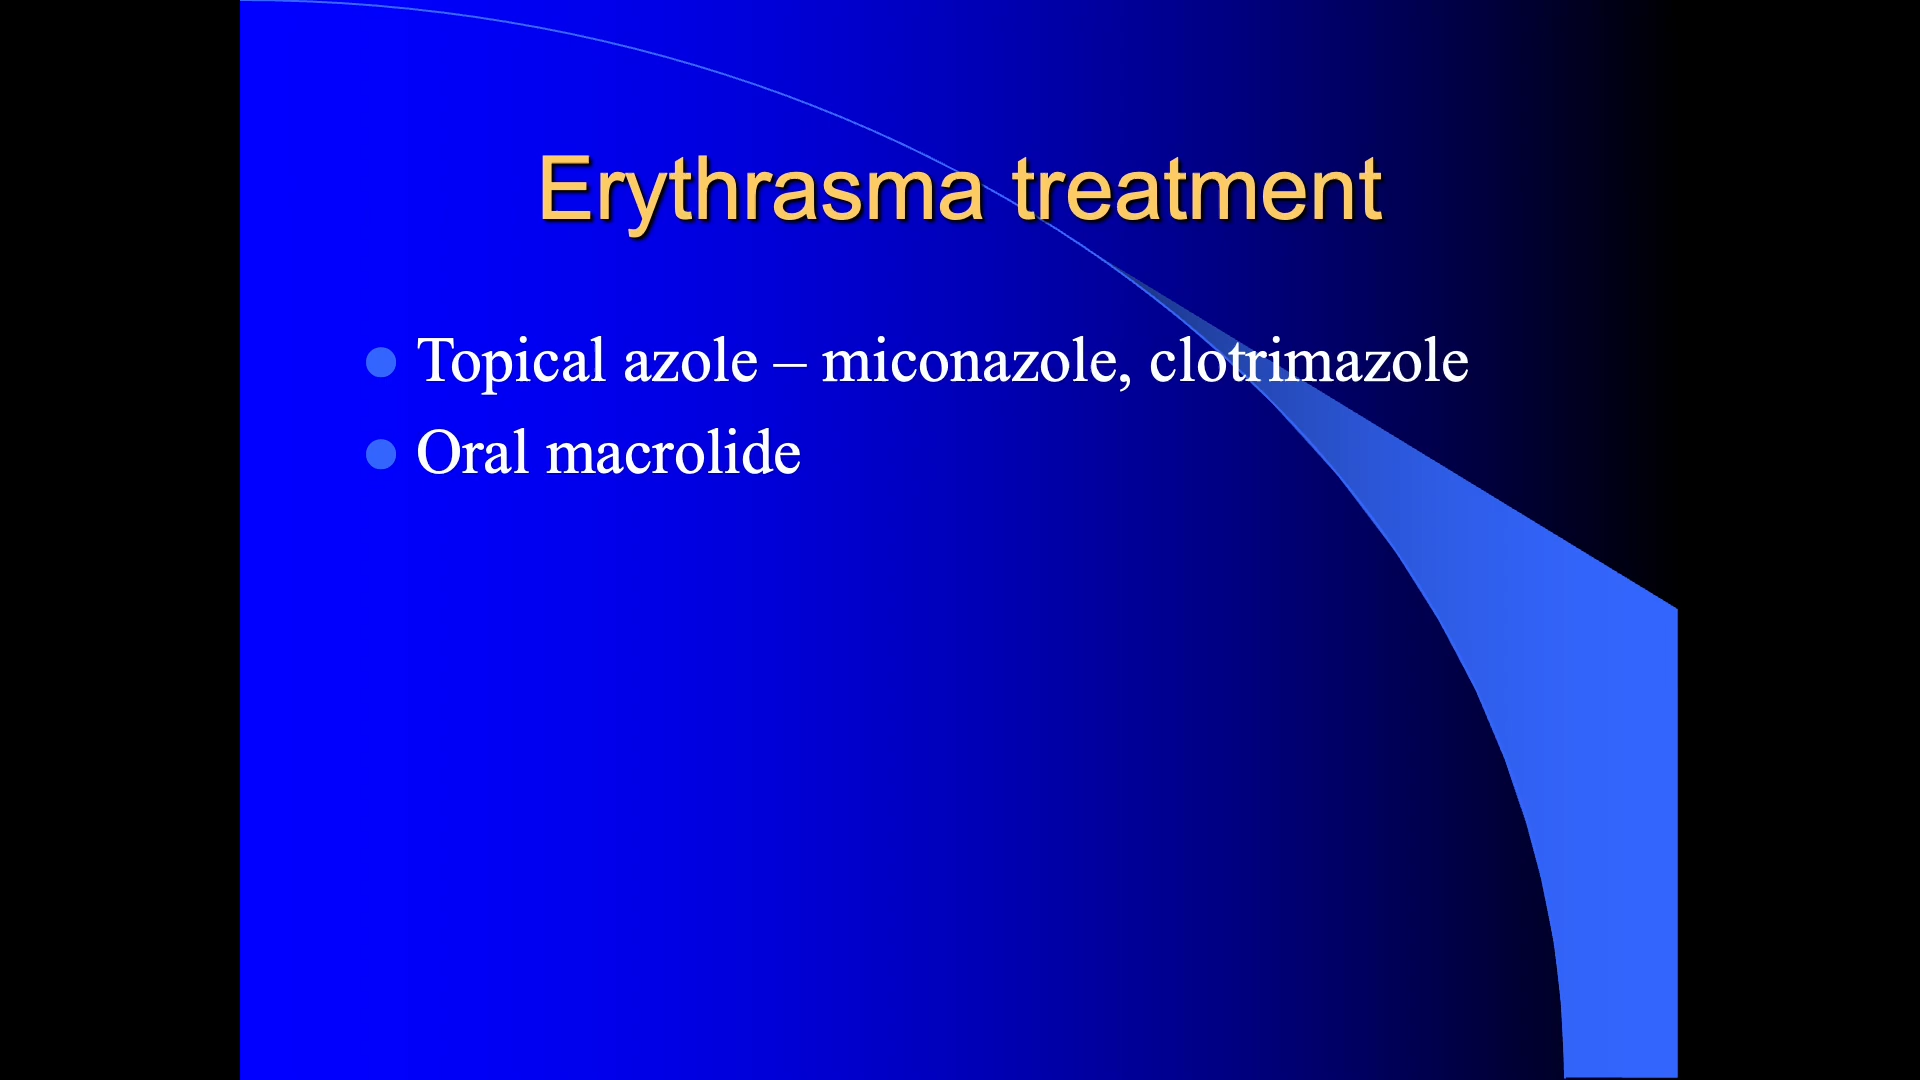 Erythrasma treatment
Topical azole – miconazole, clotrimazole
Oral macrolide